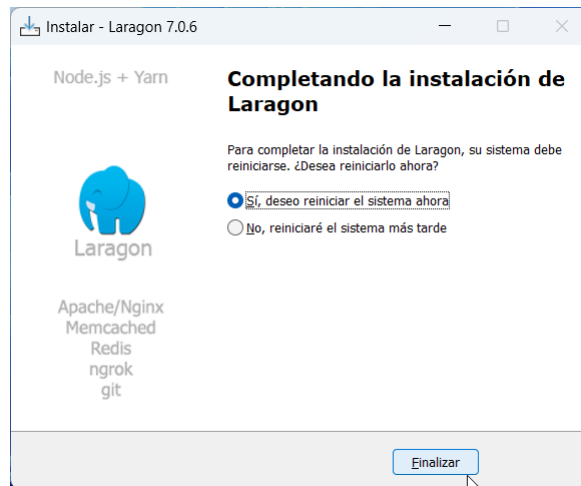 Instalar - Laragon 7.0.6
Node.js + Yarn
Laragon
Apache/Nginx
Memcached
Redis
ngrok
git
Completando la instalación de
Laragon
Para completar la instalación de Laragon, su sistema debe
reiniciarse. ¿Desea reiniciarlo ahora?
Sí, deseo reiniciar el sistema ahora
No, reiniciaré el sistema más tarde
Finalizar